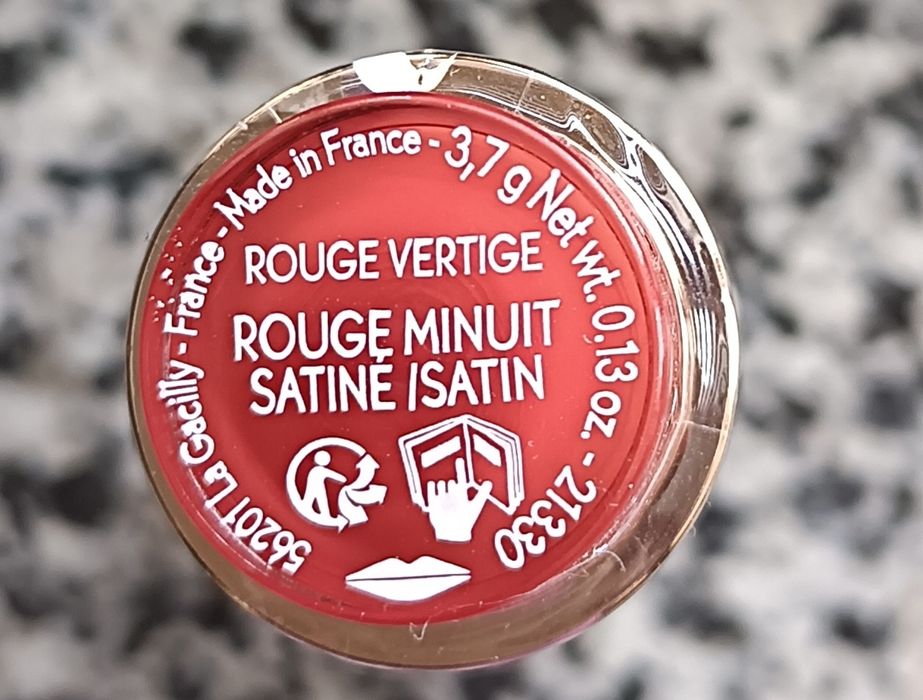 56201 La Gacilly - France - Made in France - 3,7 g Net wt. 0.13 oz. - 21330
ROUGE VERTIGE
ROUGE MINUIT
SATINÉ /SATIN